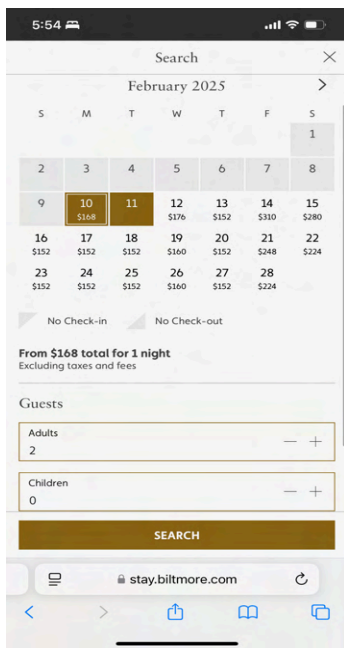 5:54
Search
February 2025
S M T W T F S
1
2 3 4 5 6 7 8
9 10 11 12 13 14 15
$168 $176 $152 $310 $280
16 17 18 19 20 21 22
$152 $152 $152 $160 $152 $248 $224
23 24 25 26 27 28
$152 $152 $152 $160 $152 $224
No Check-in No Check-out
From $168 total for 1 night
Excluding taxes and fees
Guests
Adults
2
Children
0
SEARCH
stay.biltmore.com